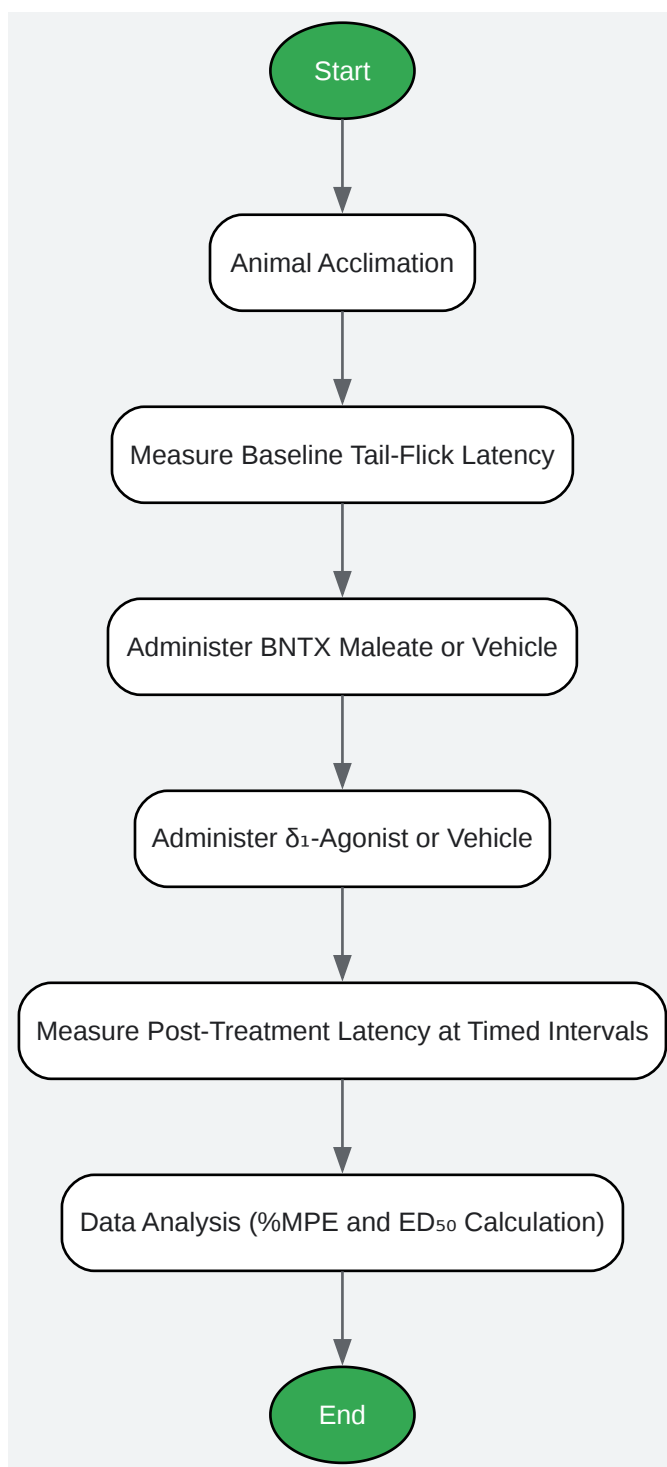 Start
Animal Acclimation
Measure Baseline Tail-Flick Latency
Administer BNTX Maleate or Vehicle
Administer δ₁-Agonist or Vehicle
Measure Post-Treatment Latency at Timed Intervals
Data Analysis (%MPE and ED₅₀ Calculation)
End